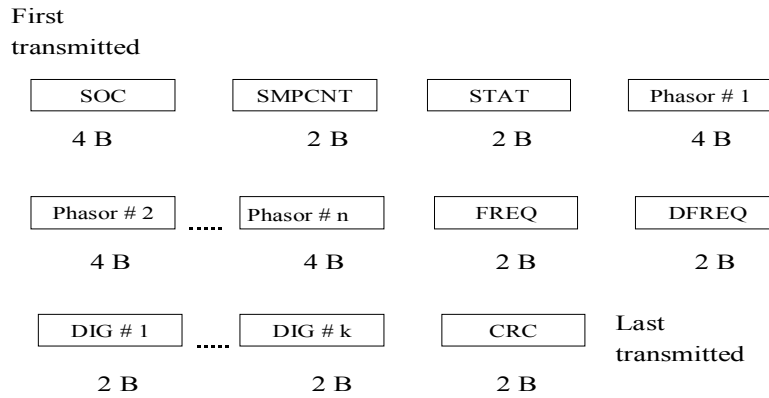 First
transmitted
SOC SMPCNT STAT Phasor # 1
4 B 2 B 2 B 4 B
Phasor # 2 ...... Phasor # n FREQ DFREQ
4 B 4 B 2 B 2 B
DIG # 1 ...... DIG # k CRC Last
transmitted
2 B 2 B 2 B